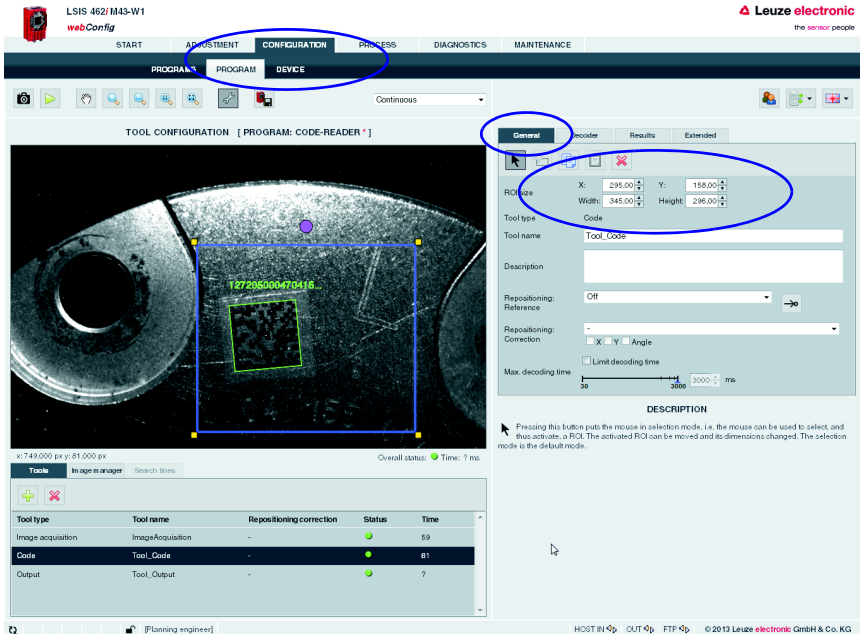 LSIS 462i M43-W1
webConfig
Leuze electronic
the sensor people
START ADJUSTMENT CONFIGURATION PROCESS DIAGNOSTICS MAINTENANCE
PROGRAMS PROGRAM DEVICE
Continuous
TOOL CONFIGURATION [ PROGRAM: CODE-READER * ]
127205000470415...
x: 749,000 px y: 81,000 px
Overall status: Time: ? ms
Tools Image manager Search lines
Tool type Tool name Repositioning correction Status Time
Image acquisition ImageAcquisition - 59
Code Tool_Code - 61
Output Tool_Output - ?
General Decoder Results Extended
ROI size
X: 295,00 Y: 158,00
Width: 345,00 Height: 296,00
Tool type Code
Tool name Tool_Code
Description
Repositioning: Reference Off
Repositioning: Correction -
X Y Angle
Limit decoding time
Max. decoding time 3000 ms
30 3000
DESCRIPTION
Pressing this button puts the mouse in selection mode, i.e. the mouse can be used to select, and
thus activate, a ROI. The activated ROI can be moved and its dimensions changed. The selection
mode is the default mode.
[Planning engineer]
HOST IN OUT FTP © 2013 Leuze electronic GmbH & Co. KG